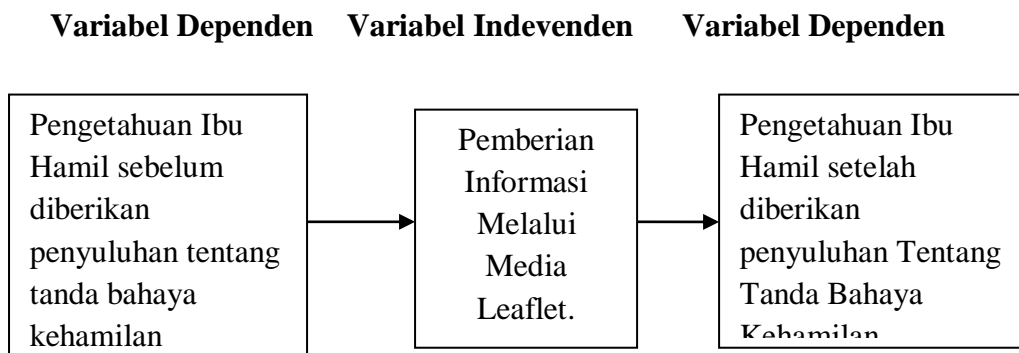 Variabel Dependen Variabel Indevenden Variabel Dependen
Pengetahuan Ibu
Hamil sebelum
diberikan
penyuluhan tentang
tanda bahaya
kehamilan
Pemberian
Informasi
Melalui
Media
Leaflet.
Pengetahuan Ibu
Hamil setelah
diberikan
penyuluhan Tentang
Tanda Bahaya
Kehamilan